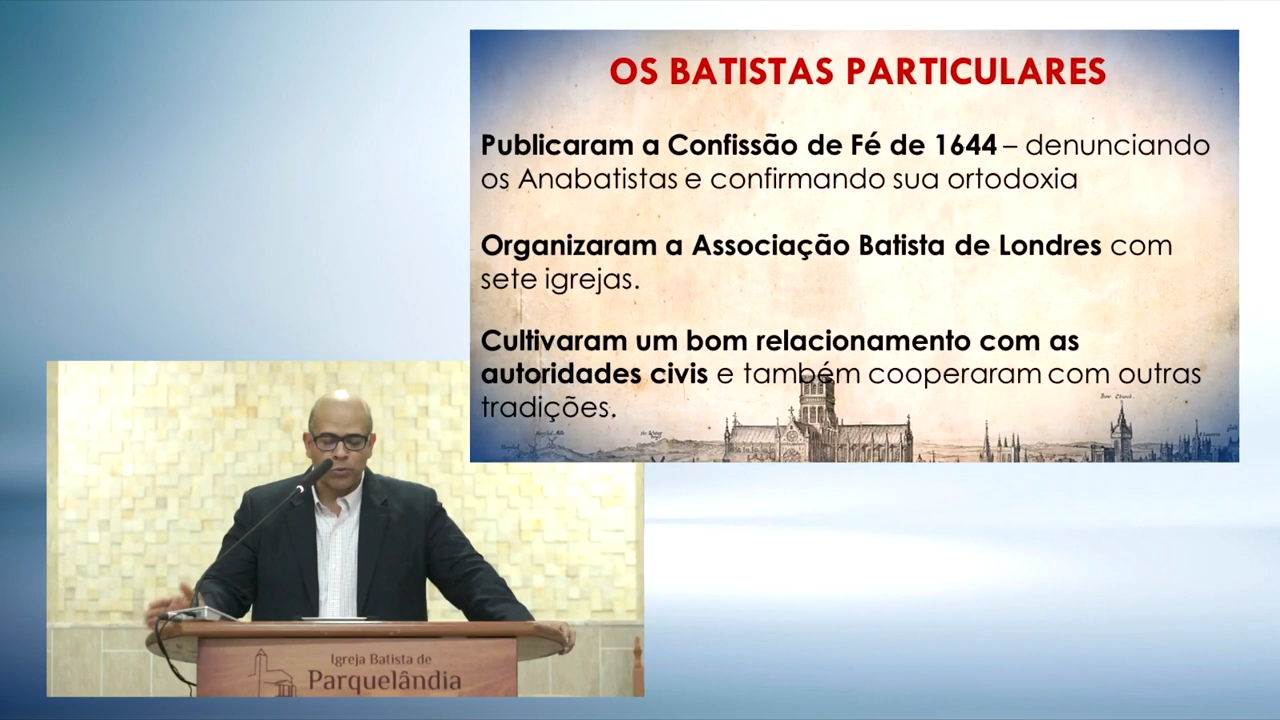 OS BATISTAS PARTICULARES
Publicaram a Confissão de Fé de 1644 – denunciando
os Anabatistas e confirmando sua ortodoxia
Organizaram a Associação Batista de Londres com
sete igrejas.
Cultivaram um bom relacionamento com as
autoridades civis e também cooperaram com outras
tradições.
Bow Church.
Igreja Batista de
Parquelândia